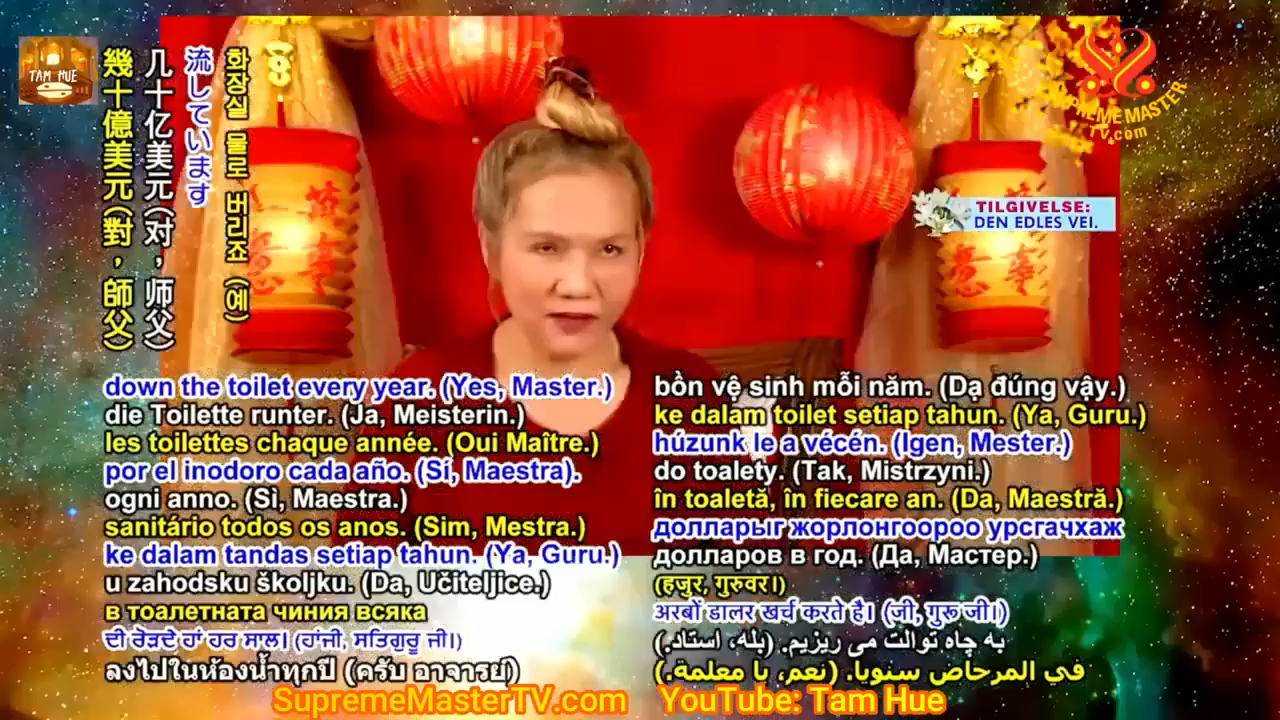 TAM HUE
幾十億美元(對，師父)
几十亿美元(对，师父)
流しています
화장실 물로 버리죠 (예)
SUPREME MASTER
TV.com
TILGIVELSE:
DEN EDLES VEI.
down the toilet every year. (Yes, Master.)
die Toilette runter. (Ja, Meisterin.)
les toilettes chaque année. (Oui Maître.)
por el inodoro cada año. (Sí, Maestra).
ogni anno. (Sì, Maestra.)
sanitário todos os anos. (Sim, Mestra.)
ke dalam tandas setiap tahun. (Ya, Guru.)
u zahodsku školjku. (Da, Učiteljice.)
в тоалетната чиния всяка
ਦੀ ਰੋੜਦੇ ਹਾਂ ਹਰ ਸਾਲ। (ਹਾਂਜੀ, ਸਤਿਗੁਰੂ ਜੀ।)
ลงไปในห้องน้ำทุกปี (ครับ อาจารย์)
bồn vệ sinh mỗi năm. (Dạ đúng vậy.)
ke dalam toilet setiap tahun. (Ya, Guru.)
húzunk le a vécén. (Igen, Mester.)
do toalety. (Tak, Mistrzyni.)
în toaletă, în fiecare an. (Da, Maestră.)
долларыг жорлонгоороо урсгачхаж
долларов в год. (Да, Мастер.)
(हजुर, गुरुवर।)
अरबों डालर खर्च करते है। (जी, गुरू जी।)
به چاه توالت می ریزیم. (بله، استاد.)
في المرحاض سنويا. (نعم، يا معلمة.)
SupremeMasterTV.com
YouTube: Tam Hue